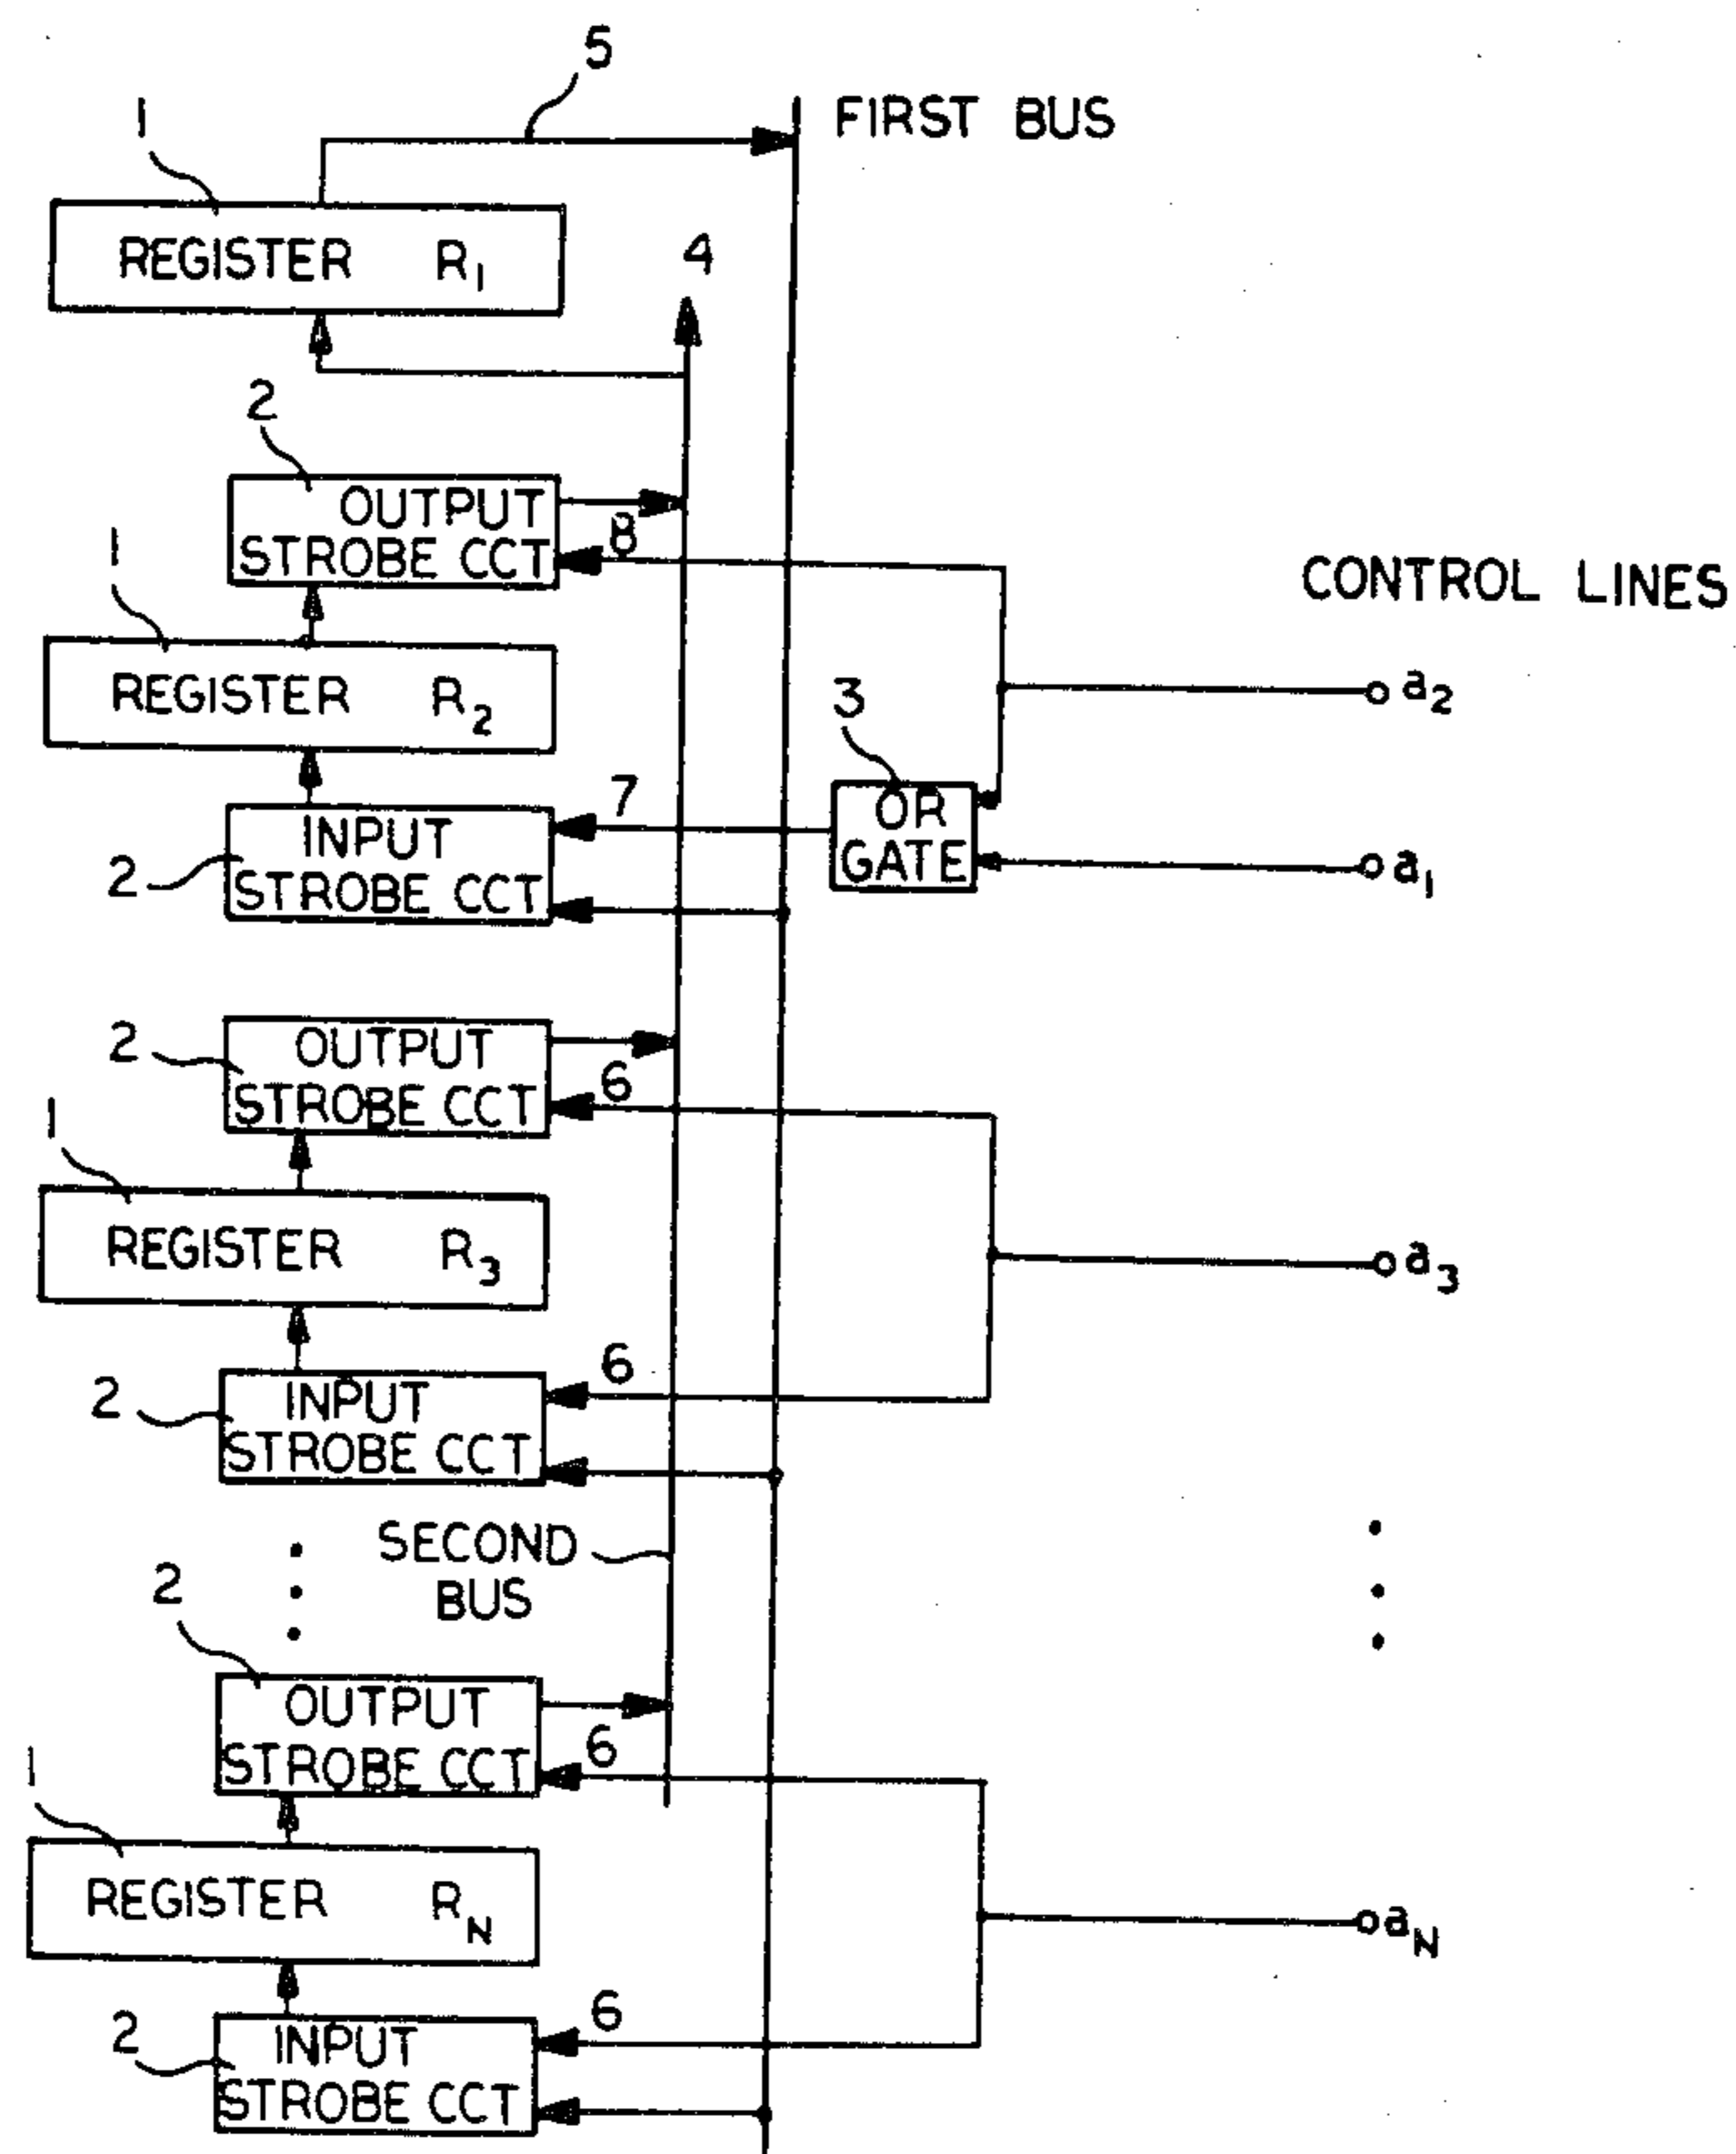 5
1
FIRST BUS
REGISTER R1
4
2
OUTPUT
STROBE CCT
8
1
CONTROL LINES
REGISTER R2
a2
3
7
OR
GATE
INPUT
STROBE CCT
2
a1
2
OUTPUT
STROBE CCT
6
1
REGISTER R3
a3
6
2
INPUT
STROBE CCT
SECOND
BUS
2
OUTPUT
STROBE CCT
6
1
REGISTER RN
aN
6
2
INPUT
STROBE CCT